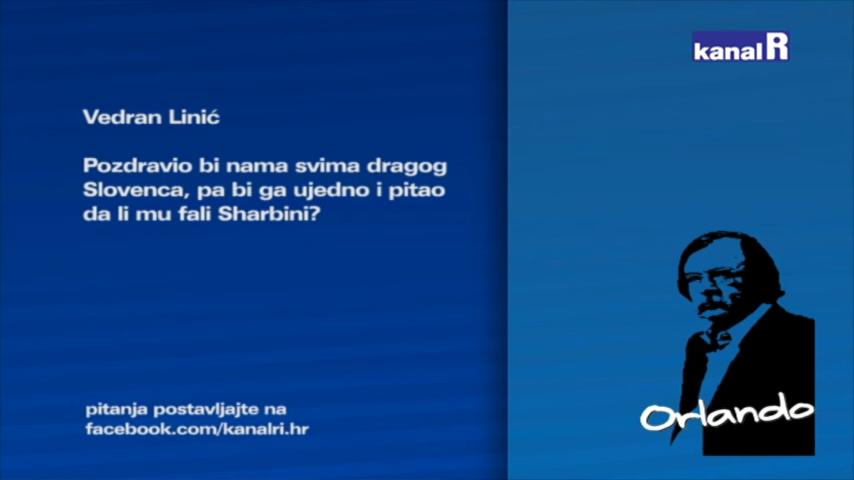 kanal R
Vedran Linić
Pozdravio bi nama svima dragog
Slovenca, pa bi ga ujedno i pitao
da li mu fali Sharbini?
pitanja postavljajte na
facebook.com/kanalri.hr
Orlando